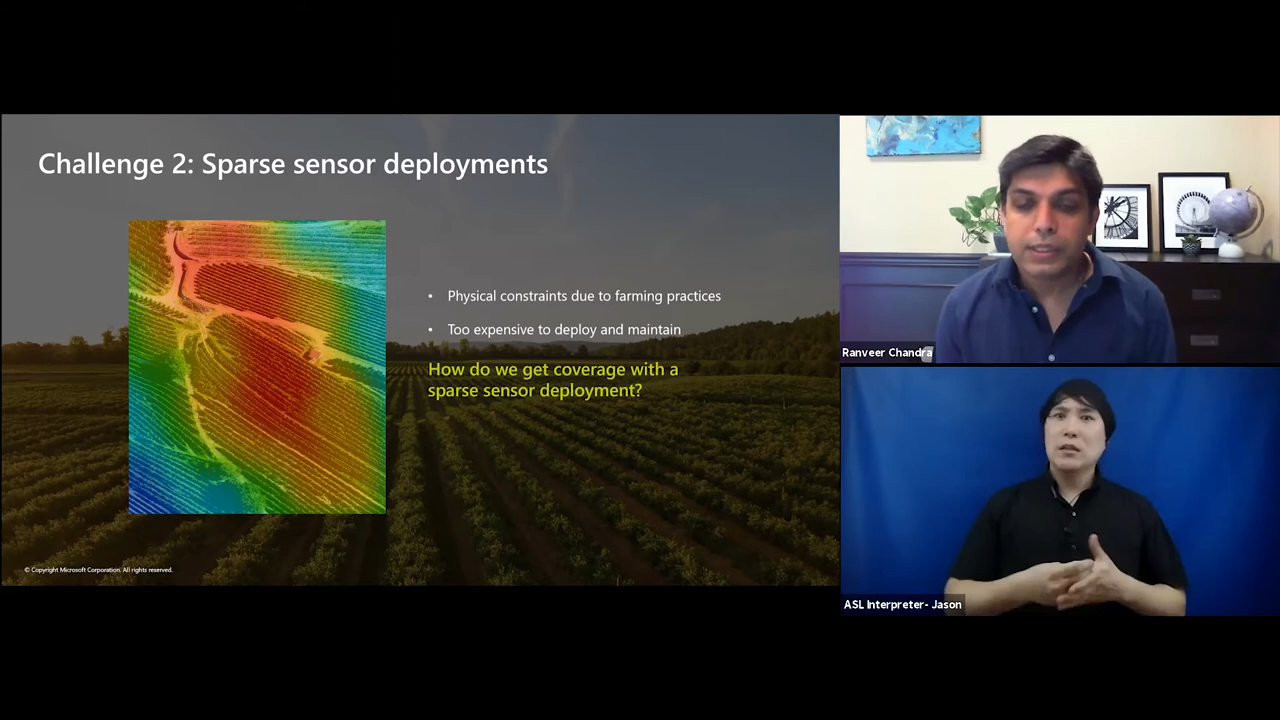 Challenge 2: Sparse sensor deployments
• Physical constraints due to farming practices
• Too expensive to deploy and maintain
How do we get coverage with a
sparse sensor deployment?
© Copyright Microsoft Corporation. All rights reserved.
Ranveer Chandra
ASL Interpreter- Jason